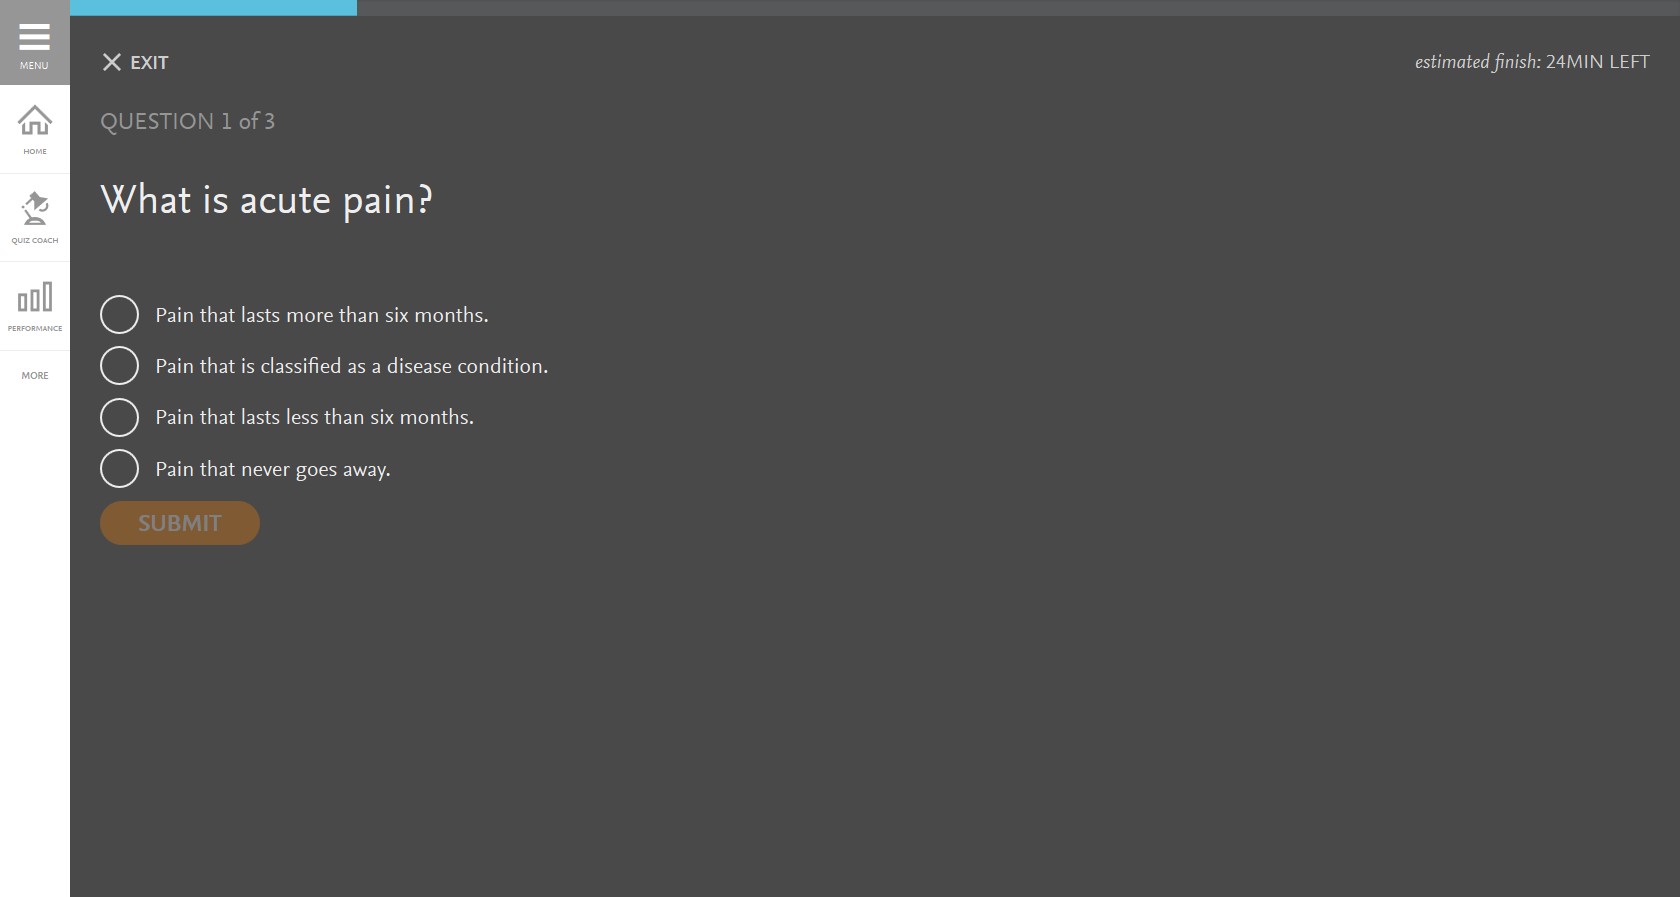 MENU
HOME
QUIZ COACH
PERFORMANCE
MORE
EXIT
estimated finish: 24MIN LEFT
QUESTION 1 of 3
What is acute pain?
Pain that lasts more than six months.
Pain that is classified as a disease condition.
Pain that lasts less than six months.
Pain that never goes away.
SUBMIT